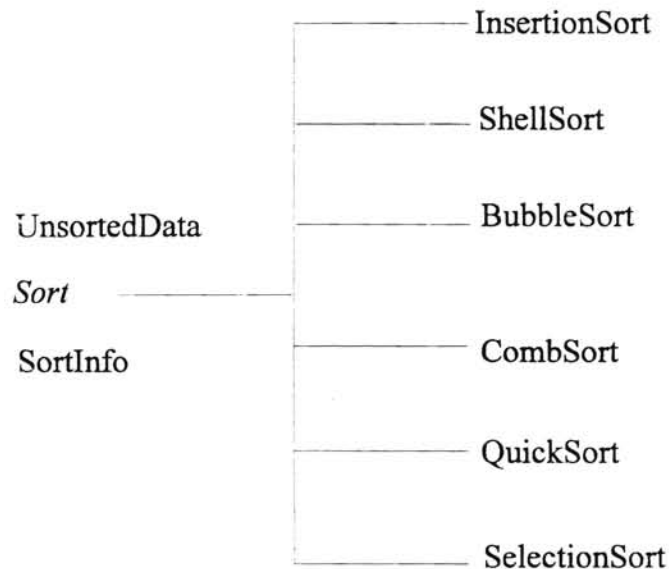 InsertionSort
ShellSort
UnsortedData
BubbleSort
Sort
SortInfo
CombSort
QuickSort
SelectionSort